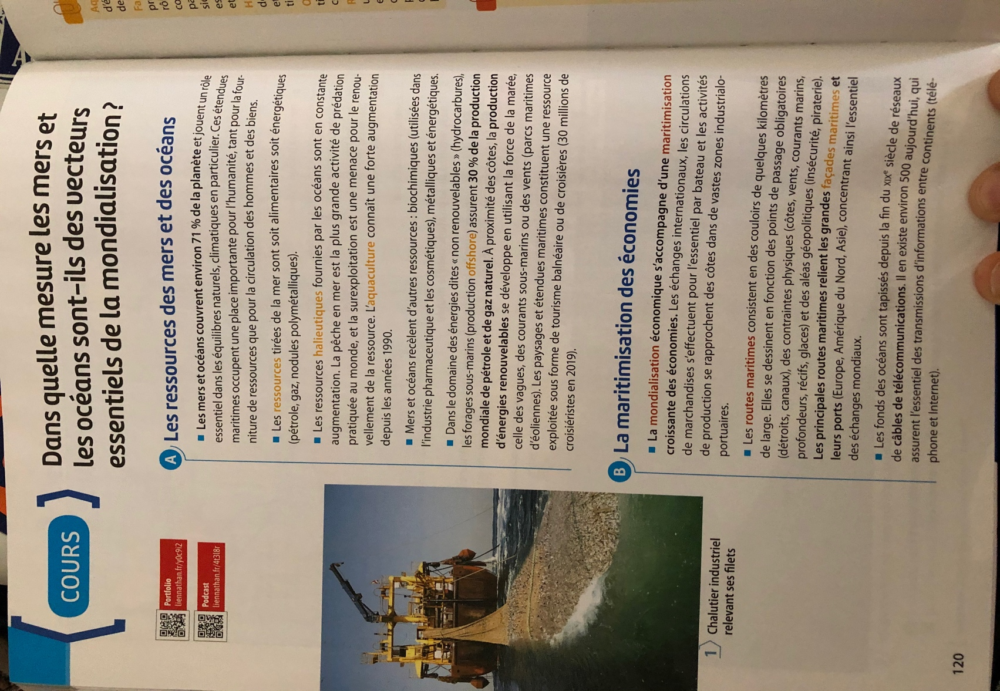 COURS
Dans quelle mesure les mers et
les océans sont-ils des vecteurs
essentiels de la mondialisation ?
Portfolio
liennathan.fr/y0c9i2
Podcast
liennathan.fr/4t3l8r
A Les ressources des mers et des océans
■ Les mers et océans couvrent environ 71 % de la planète et jouent un rôle
essentiel dans les équilibres naturels, climatiques en particulier. Ces étendues
maritimes occupent une place importante pour l'humanité, tant pour la four-
niture de ressources que pour la circulation des hommes et des biens.
■ Les ressources tirées de la mer sont soit alimentaires soit énergétiques
(pétrole, gaz, nodules polymétalliques).
■ Les ressources halieutiques fournies par les océans sont en constante
augmentation. La pêche en mer est la plus grande activité de prédation
pratiquée au monde, et la surexploitation est une menace pour le renou-
vellement de la ressource. L'aquaculture connaît une forte augmentation
depuis les années 1990.
■ Mers et océans recèlent d'autres ressources : biochimiques (utilisées dans
l'industrie pharmaceutique et les cosmétiques), métalliques et énergétiques.
■ Dans le domaine des énergies dites « non renouvelables » (hydrocarbures),
les forages sous-marins (production offshore) assurent 30 % de la production
mondiale de pétrole et de gaz naturel. À proximité des côtes, la production
d'énergies renouvelables se développe en utilisant la force de la marée,
celle des vagues, des courants sous-marins ou des vents (parcs maritimes
d'éoliennes). Les paysages et étendues maritimes constituent une ressource
exploitée sous forme de tourisme balnéaire ou de croisières (30 millions de
croisiéristes en 2019).
B La maritimisation des économies
■ La mondialisation économique s'accompagne d'une maritimisation
croissante des économies. Les échanges internationaux, les circulations
de marchandises s'effectuent pour l'essentiel par bateau et les activités
de production se rapprochent des côtes dans de vastes zones industrialo-
portuaires.
■ Les routes maritimes consistent en des couloirs de quelques kilomètres
de large. Elles se dessinent en fonction des points de passage obligatoires
(détroits, canaux), des contraintes physiques (côtes, vents, courants marins,
profondeurs, récifs, glaces) et des aléas géopolitiques (insécurité, piraterie).
Les principales routes maritimes relient les grandes façades maritimes et
leurs ports (Europe, Amérique du Nord, Asie), concentrant ainsi l'essentiel
des échanges mondiaux.
■ Les fonds des océans sont tapissés depuis la fin du XIXe siècle de réseaux
de câbles de télécommunications. Il en existe environ 500 aujourd'hui, qui
assurent l'essentiel des transmissions d'informations entre continents (télé-
phone et Internet).
1 Chalutier industriel
relevant ses filets
120